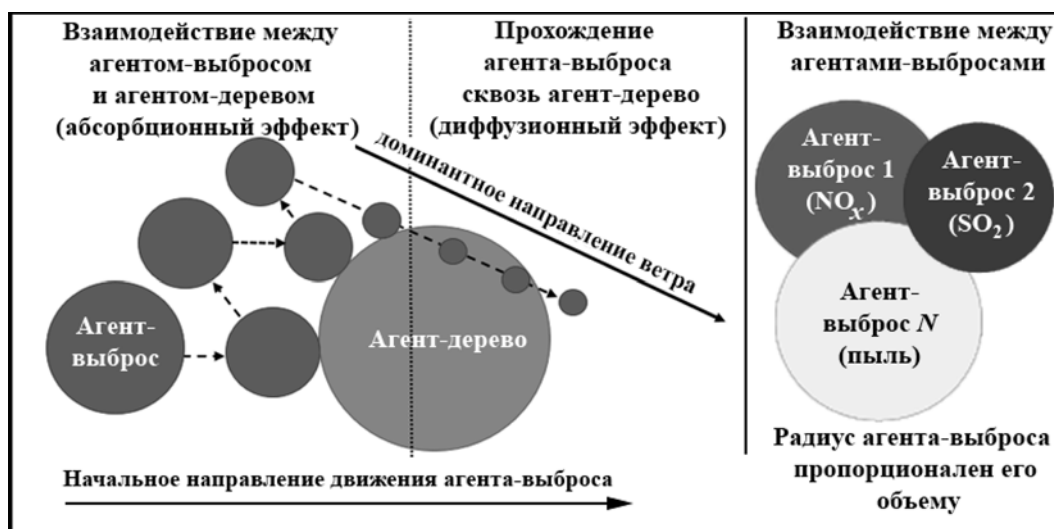 Взаимодействие между
агентом-выбросом
и агентом-деревом
(абсорбционный эффект)
Прохождение
агента-выброса
сквозь агент-дерево
(диффузионный эффект)
доминантное направление ветра
Агент-
выброс
Агент-дерево
Начальное направление движения агента-выброса
Взаимодействие между
агентами-выбросами
Агент-
выброс 1
(NOx)
Агент-
выброс 2
(SO2)
Агент-
выброс N
(пыль)
Радиус агента-выброса
пропорционален его
объему